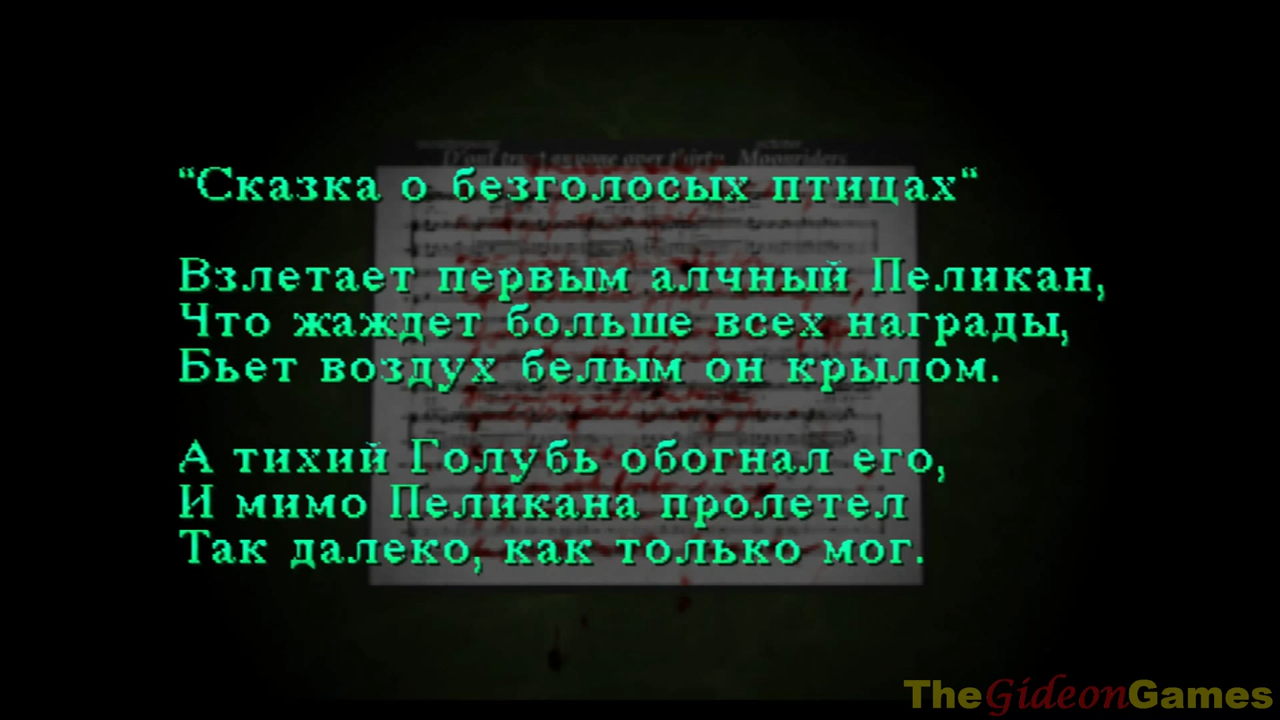 "Сказка о безголосых птицах"
Взлетает первым алчный Пеликан,
Что жаждет больше всех награды,
Бьет воздух белым он крылом.
А тихий Голубь обогнал его,
И мимо Пеликана пролетел
Так далеко, как только мог.
TheGideonGames